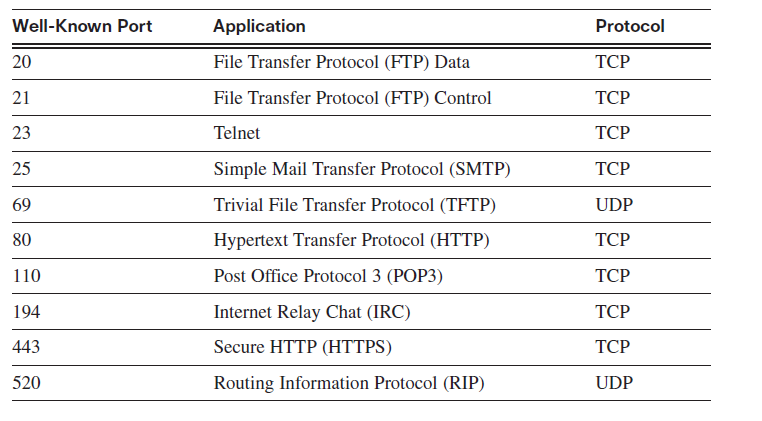 Well-Known Port Application Protocol
20 File Transfer Protocol (FTP) Data TCP
21 File Transfer Protocol (FTP) Control TCP
23 Telnet TCP
25 Simple Mail Transfer Protocol (SMTP) TCP
69 Trivial File Transfer Protocol (TFTP) UDP
80 Hypertext Transfer Protocol (HTTP) TCP
110 Post Office Protocol 3 (POP3) TCP
194 Internet Relay Chat (IRC) TCP
443 Secure HTTP (HTTPS) TCP
520 Routing Information Protocol (RIP) UDP